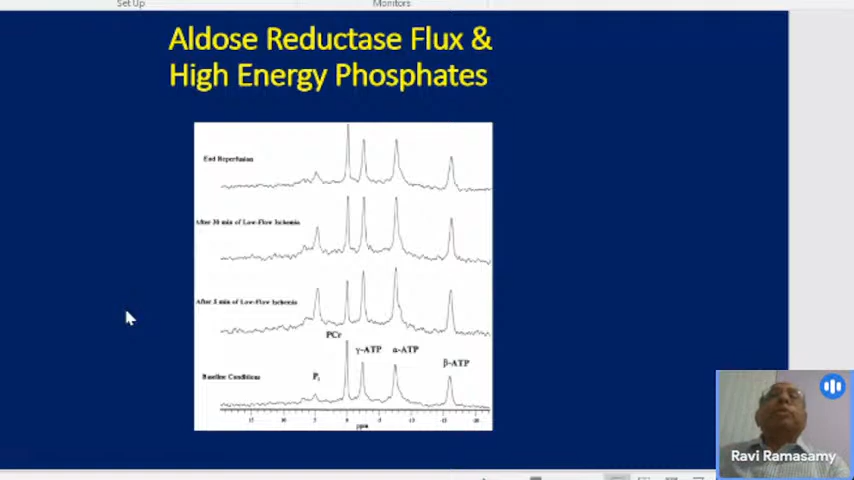 Set Up
Monitors
Aldose Reductase Flux &
High Energy Phosphates
End Reperfusion
After 30 min of Low-Flow Ischemia
After 5 min of Low-Flow Ischemia
PCr
γ-ATP
α-ATP
β-ATP
Baseline Conditions
Pi
ppm
Ravi Ramasamy